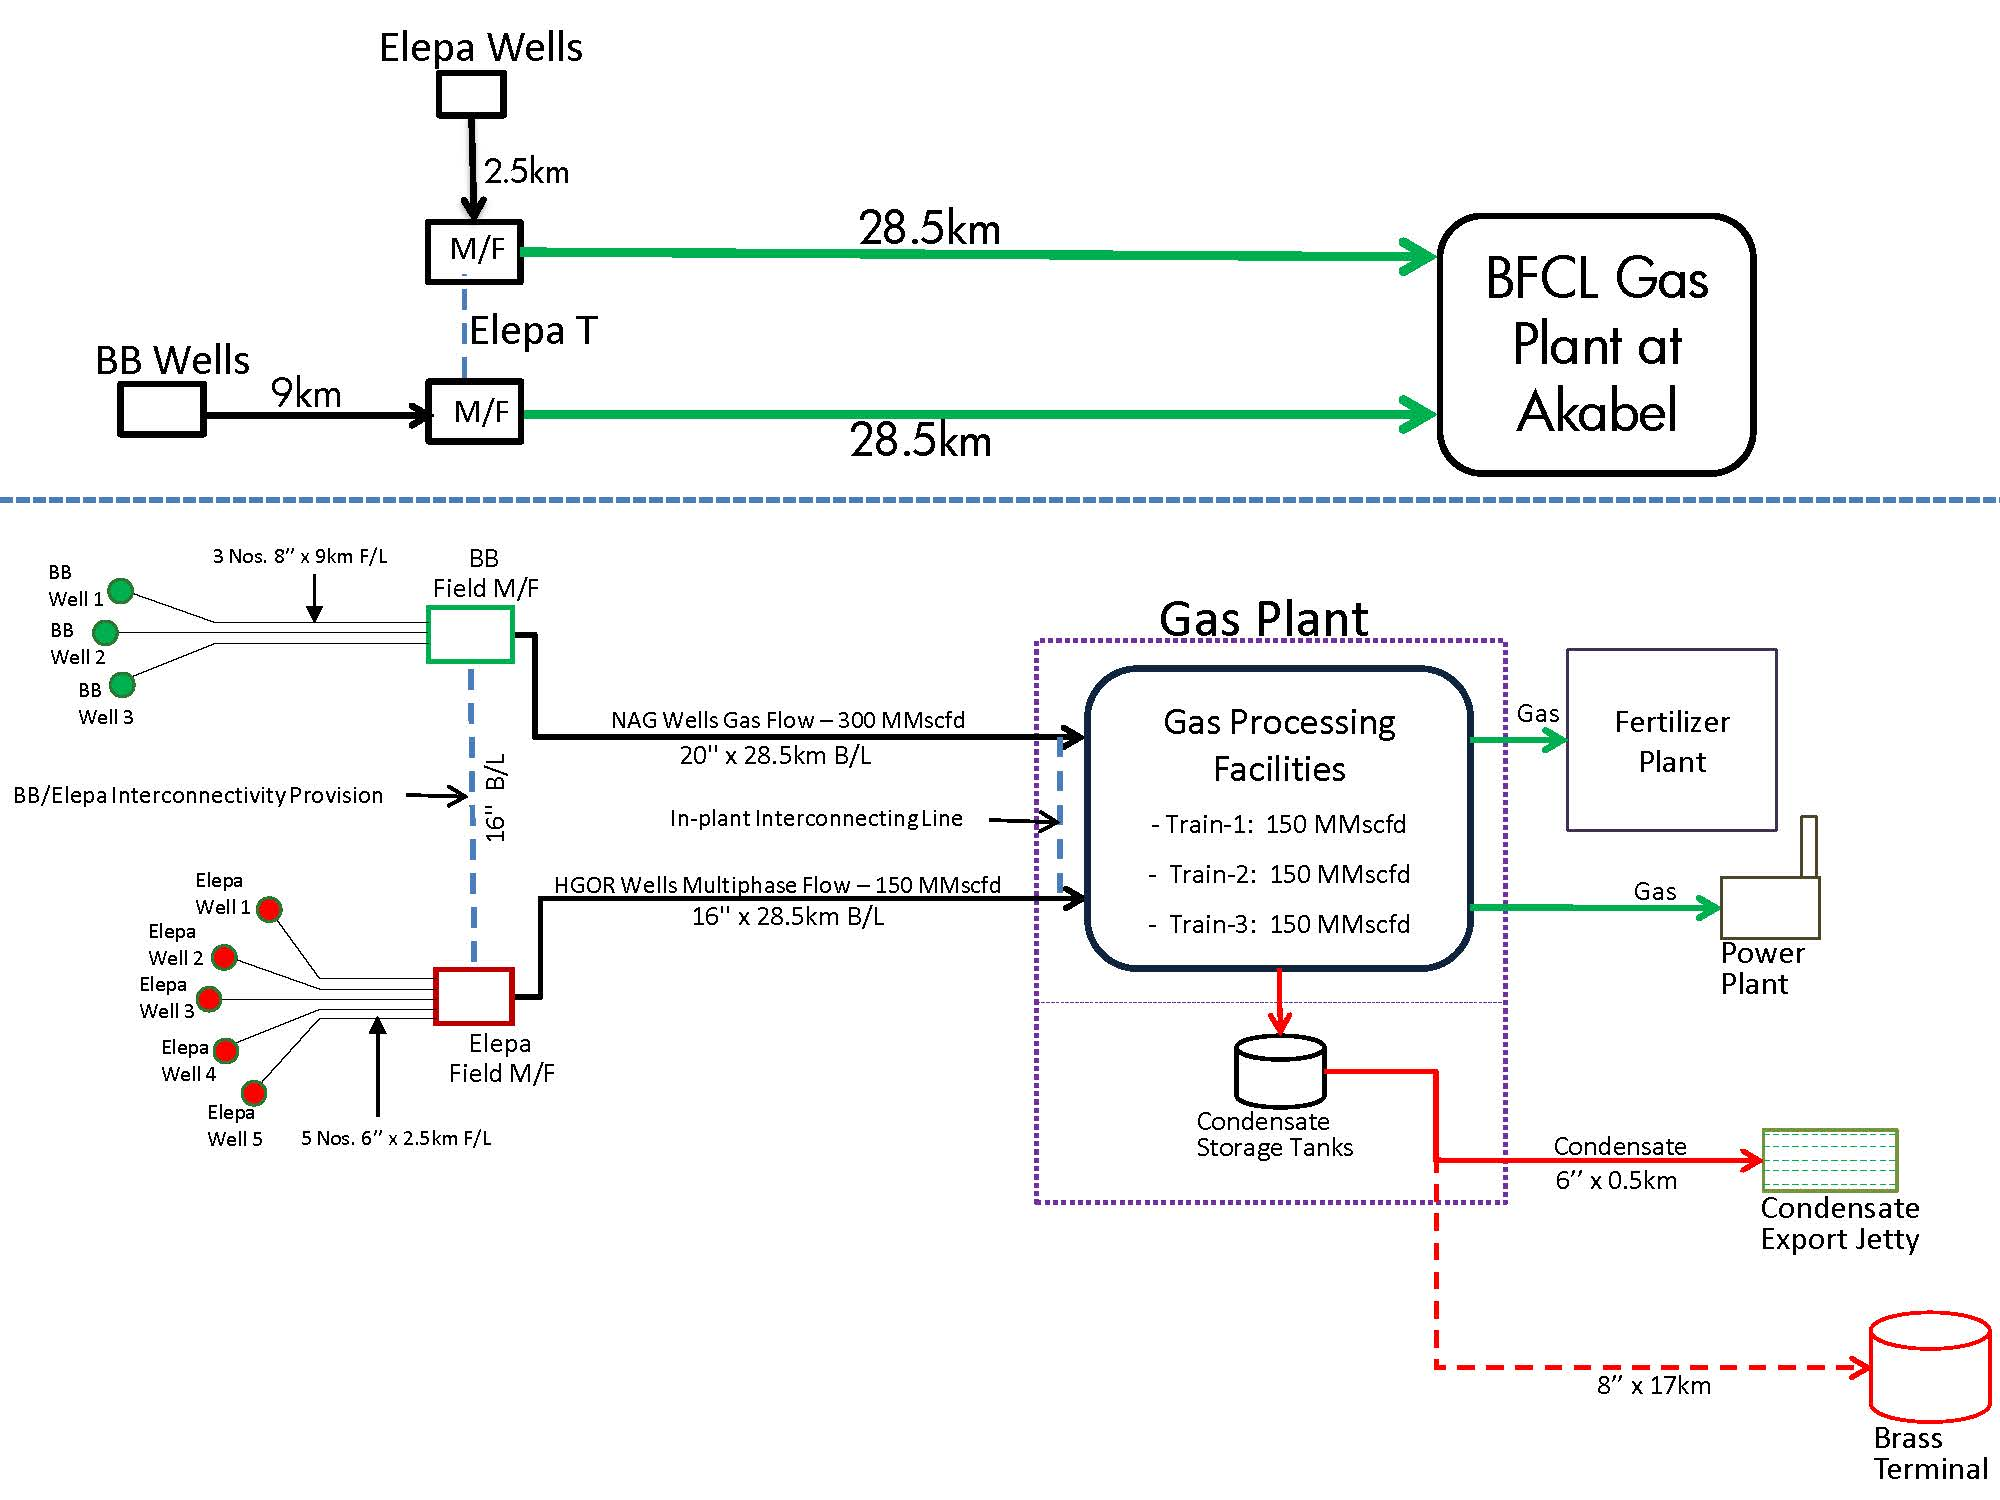 Elepa Wells
2.5km
M/F
28.5km
BFCL Gas
Plant at
Akabel
Elepa T
BB Wells
9km
M/F
28.5km
3 Nos. 8” x 9km F/L
BB
Field M/F
BB
Well 1
BB
Well 2
BB
Well 3
NAG Wells Gas Flow – 300 MMscfd
20" x 28.5km B/L
BB/Elepa Interconnectivity Provision
16" B/L
In-plant Interconnecting Line
HGOR Wells Multiphase Flow – 150 MMscfd
16" x 28.5km B/L
Elepa
Well 1
Elepa
Well 2
Elepa
Well 3
Elepa
Well 4
Elepa
Well 5
5 Nos. 6” x 2.5km F/L
Elepa
Field M/F
Gas Plant
Gas Processing
Facilities
- Train-1: 150 MMscfd
- Train-2: 150 MMscfd
- Train-3: 150 MMscfd
Gas
Fertilizer
Plant
Gas
Power
Plant
Condensate
Storage Tanks
Condensate
6” x 0.5km
Condensate
Export Jetty
8” x 17km
Brass
Terminal